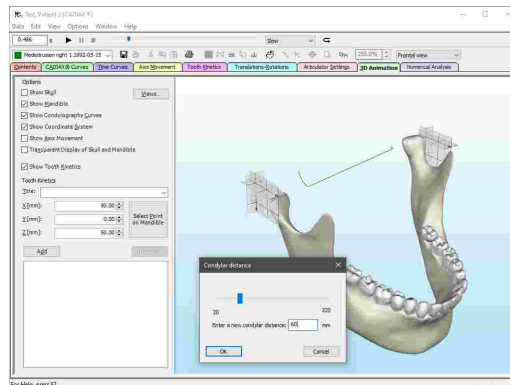 Test, Patient 2 [CADIAX®]
Data Edit View Options Window Help
0.486 s Slow
Mediotrusion right 1 1992-05-15 250.0% Frontal view
Contents CADIAX® Curves Time Curves Axis Movement Tooth Kinetics Translations-Rotations Articulator Settings 3D Animation Numerical Analysis
Options
Show Skull Views...
Show Mandible
Show Condylography Curves
Show Coordinate System
Show Axis Movement
Transparent Display of Skull and Mandible
Show Tooth Kinetics
Tooth Kinetics
Title:
X [mm]: 90.00
Y [mm]: 0.00 Select Point on Mandible
Z [mm]: 50.00
Add
Condylar distance
20 220
Enter a new condylar distance: 60 mm
OK Cancel
For Help, press F1